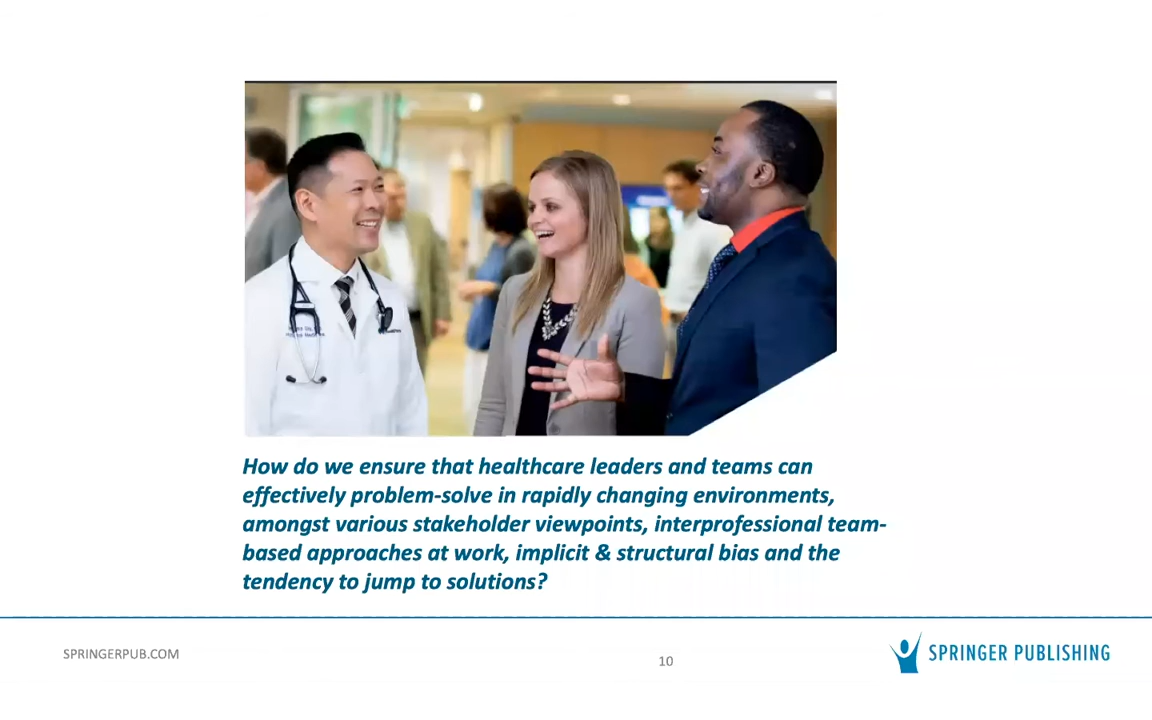 How do we ensure that healthcare leaders and teams can
effectively problem-solve in rapidly changing environments,
amongst various stakeholder viewpoints, interprofessional team-
based approaches at work, implicit & structural bias and the
tendency to jump to solutions?
SPRINGERPUB.COM
10
SPRINGER PUBLISHING